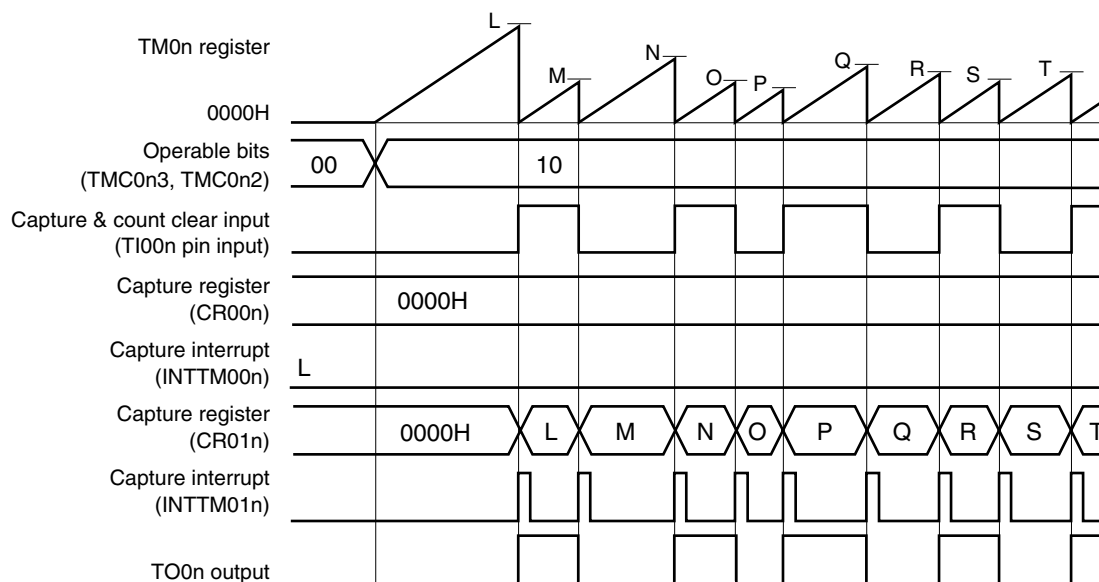 L
TM0n register
N
Q
M
O
P
R
S
T
0000H
Operable bits
(TMC0n3, TMC0n2)
00
10
Capture & count clear input
(TI00n pin input)
Capture register
(CR00n)
0000H
Capture interrupt
(INTTM00n)
L
Capture register
(CR01n)
0000H
L
M
N
O
P
Q
R
S
T
Capture interrupt
(INTTM01n)
TO0n output